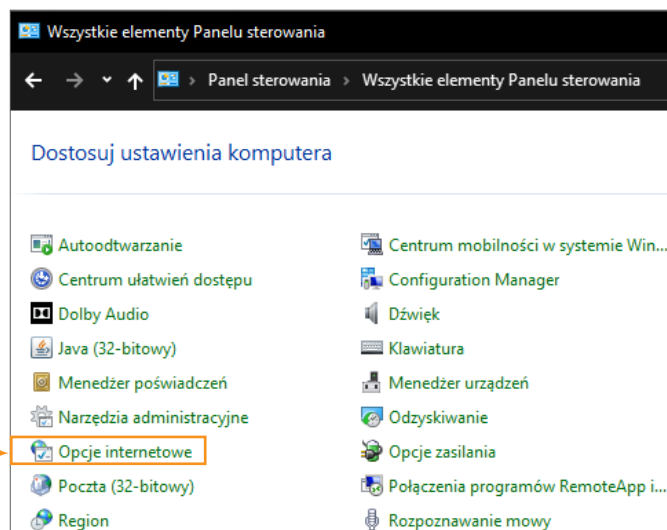 Wszystkie elementy Panelu sterowania
Panel sterowania > Wszystkie elementy Panelu sterowania
Dostosuj ustawienia komputera
Autoodtwarzanie
Centrum mobilności w systemie Win...
Centrum ułatwień dostępu
Configuration Manager
Dolby Audio
Dźwięk
Java (32-bitowy)
Klawiatura
Menedżer poświadczeń
Menedżer urządzeń
Narzędzia administracyjne
Odzyskiwanie
Opcje internetowe
Opcje zasilania
Poczta (32-bitowy)
Połączenia programów RemoteApp i...
Region
Rozpoznawanie mowy